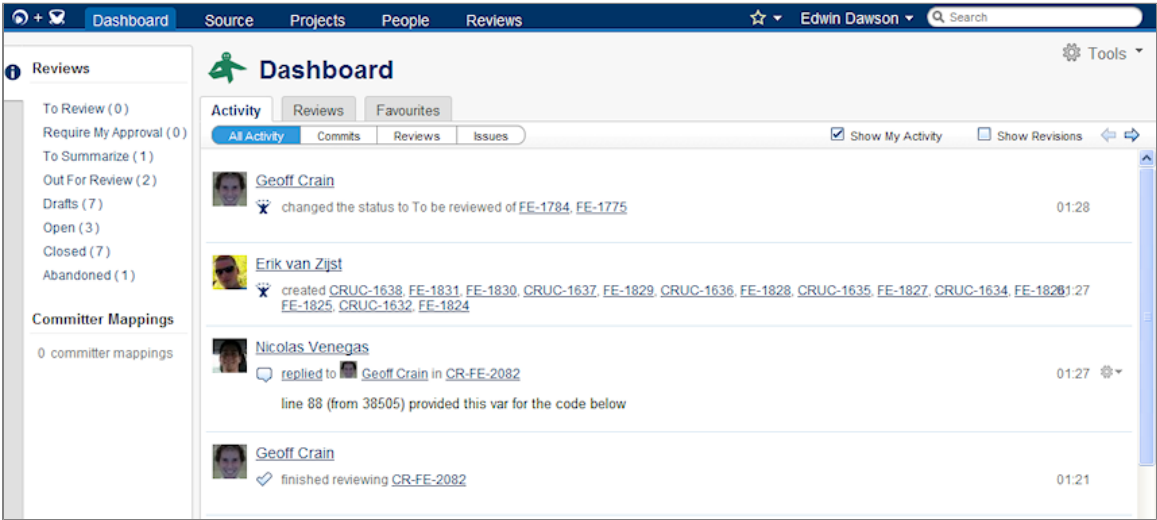 + Dashboard Source Projects People Reviews Edwin Dawson Search
Reviews
To Review (0)
Require My Approval (0)
To Summarize (1)
Out For Review (2)
Drafts (7)
Open (3)
Closed (7)
Abandoned (1)
Committer Mappings
0 committer mappings
Dashboard
Tools
Activity Reviews Favourites
All Activity Commits Reviews Issues Show My Activity Show Revisions
Geoff Crain
changed the status to To be reviewed of FE-1784, FE-1775 01:28
Erik van Zijst
created CRUC-1638, FE-1831, FE-1830, CRUC-1637, FE-1829, CRUC-1636, FE-1828, CRUC-1635, FE-1827, CRUC-1634, FE-1826, 01:27
FE-1825, CRUC-1632, FE-1824
Nicolas Venegas
replied to Geoff Crain in CR-FE-2082 01:27
line 88 (from 38505) provided this var for the code below
Geoff Crain
finished reviewing CR-FE-2082 01:21